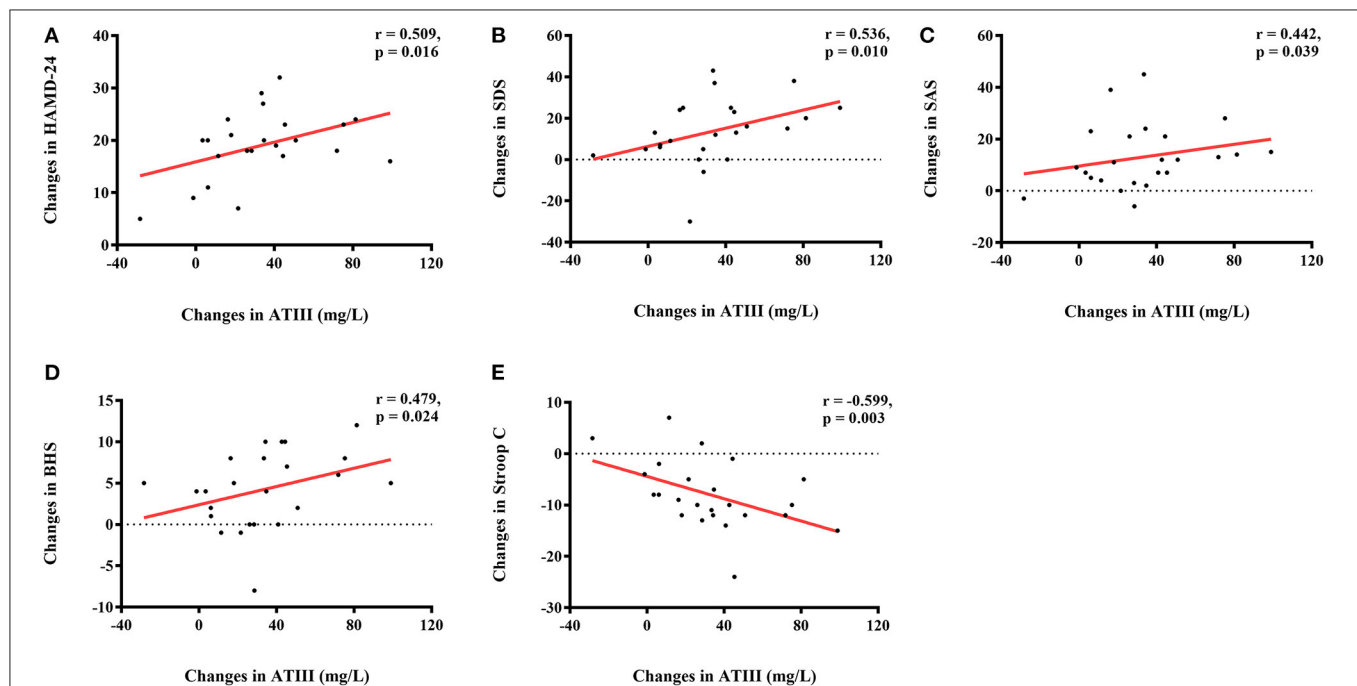 A
r = 0.509,
p = 0.016
Changes in HAMD-24
40
30
20
10
0
-40 0 40 80 120
Changes in ATIII (mg/L)
B
r = 0.536,
p = 0.010
Changes in SDS
60
40
20
0
-20
-40
-40 0 40 80 120
Changes in ATIII (mg/L)
C
r = 0.442,
p = 0.039
Changes in SAS
60
40
20
0
-20
-40 0 40 80 120
Changes in ATIII (mg/L)
D
r = 0.479,
p = 0.024
Changes in BHS
15
10
5
0
-5
-10
-40 0 40 80 120
Changes in ATIII (mg/L)
E
r = -0.599,
p = 0.003
Changes in Stroop C
10
0
-10
-20
-30
-40 0 40 80 120
Changes in ATIII (mg/L)